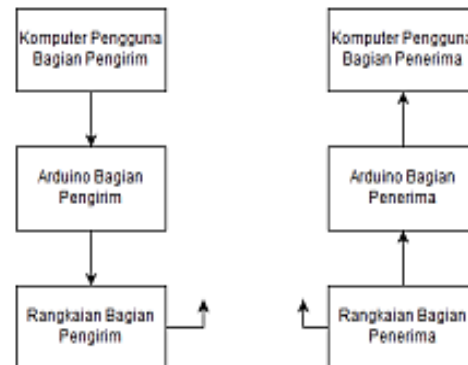 Komputer Pengguna
Bagian Pengirim
Komputer Pengguna
Bagian Penerima
Arduino Bagian
Pengirim
Arduino Bagian
Penerima
Rangkaian Bagian
Pengirim
Rangkaian Bagian
Penerima